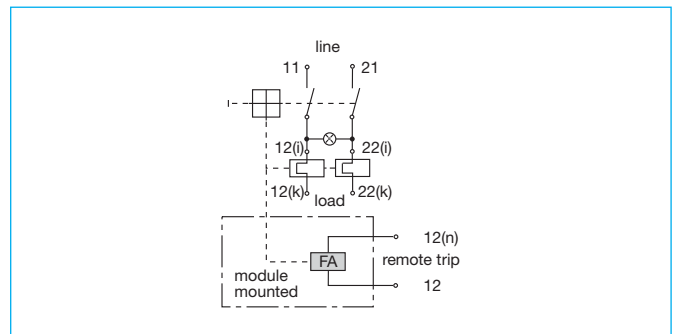 line
11 21
12(i) 22(i)
12(k) 22(k)
load
12(n)
FA remote trip
module
mounted
12